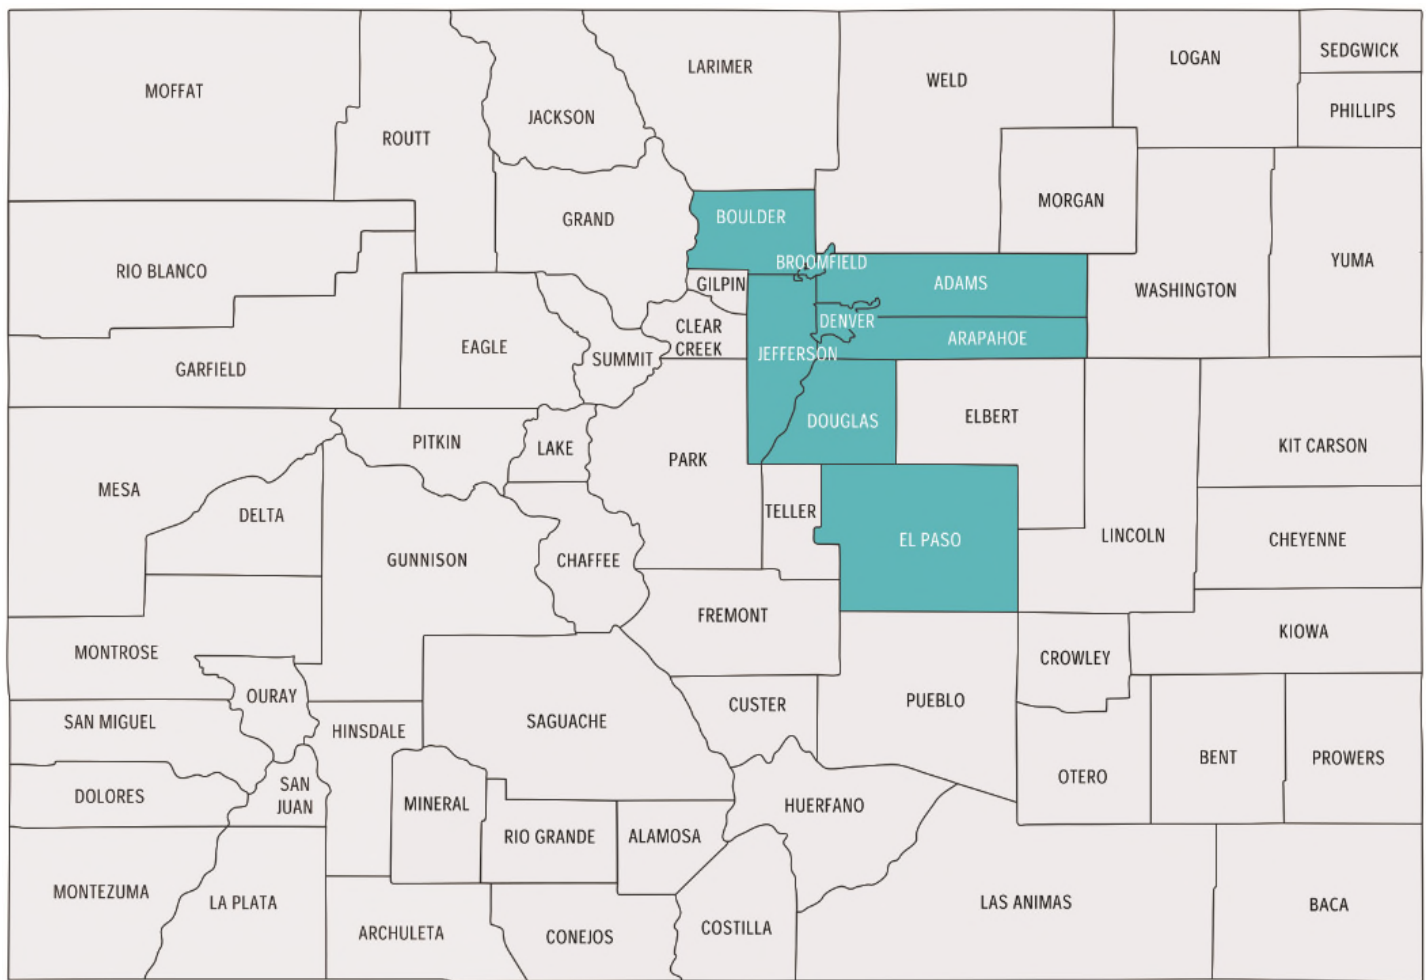 LOGAN
SEDGWICK
LARIMER
WELD
MOFFAT
PHILLIPS
JACKSON
ROUTT
MORGAN
BOULDER
GRAND
RIO BLANCO
BROOMFIELD
YUMA
GILPIN
ADAMS
WASHINGTON
CLEAR
CREEK
DENVER
ARAPAHOE
EAGLE
SUMMIT
JEFFERSON
GARFIELD
PITKIN
LAKE
DOUGLAS
ELBERT
KIT CARSON
PARK
MESA
DELTA
TELLER
EL PASO
LINCOLN
CHEYENNE
GUNNISON
CHAFFEE
FREMONT
KIOWA
MONTROSE
CROWLEY
OURAY
CUSTER
PUEBLO
SAN MIGUEL
HINSDALE
SAGUACHE
BENT
PROWERS
OTERO
DOLORES
SAN
JUAN
MINERAL
HUERFANO
RIO GRANDE
ALAMOSA
MONTEZUMA
LA PLATA
LAS ANIMAS
BACA
ARCHULETA
CONEJOS
COSTILLA